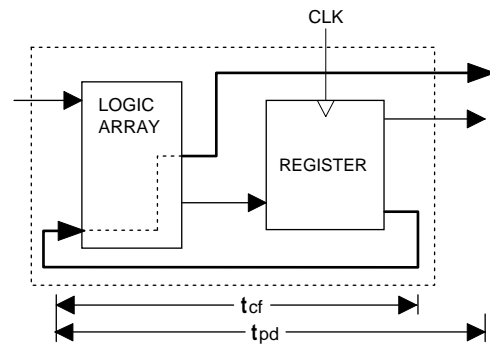 CLK
LOGIC
ARRAY
REGISTER
tcf
tpd